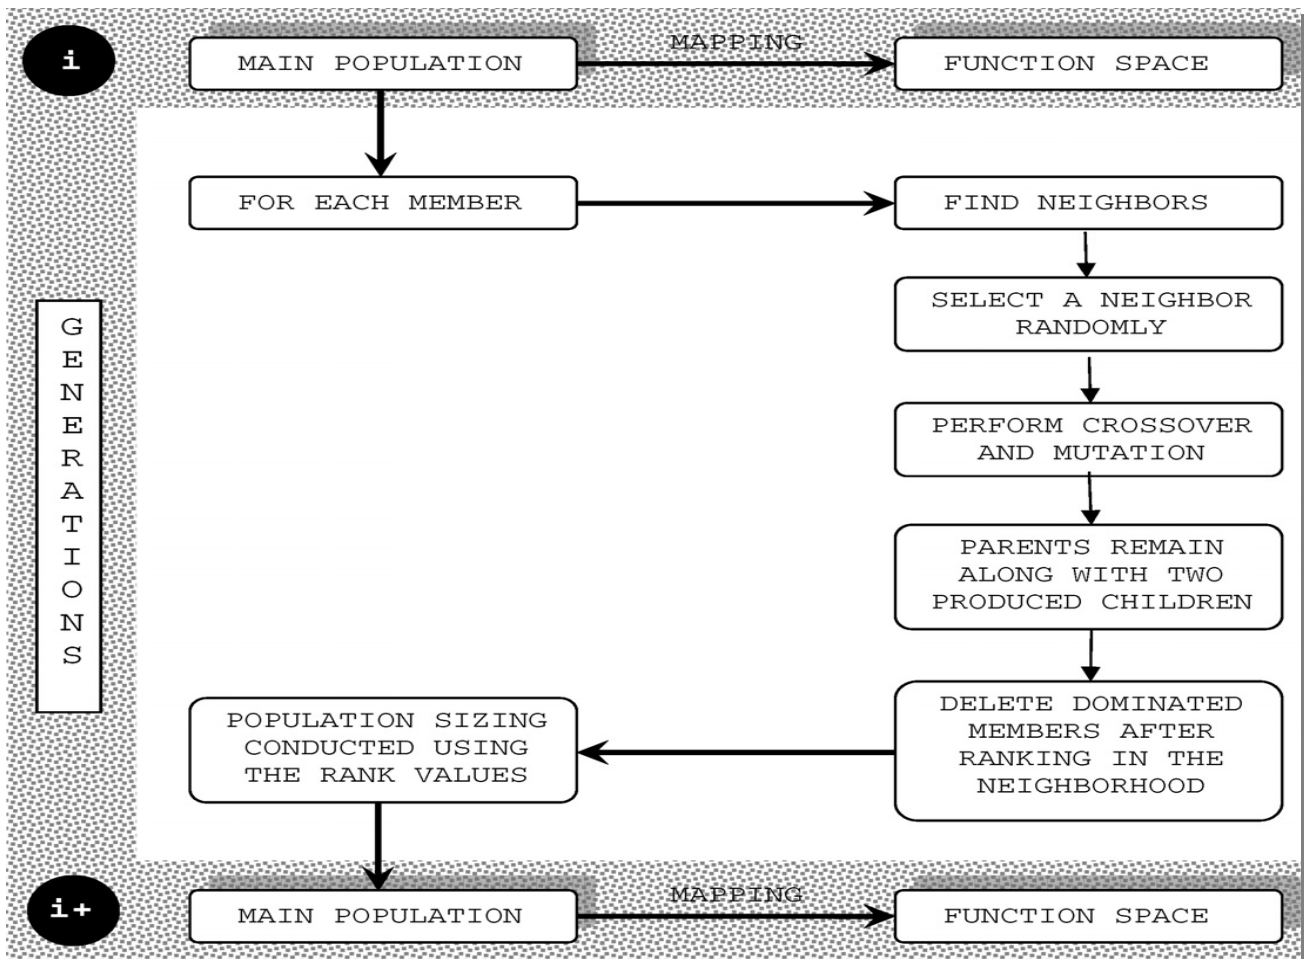 i
MAIN POPULATION
MAPPING
FUNCTION SPACE
FOR EACH MEMBER
FIND NEIGHBORS
SELECT A NEIGHBOR
RANDOMLY
PERFORM CROSSOVER
AND MUTATION
PARENTS REMAIN
ALONG WITH TWO
PRODUCED CHILDREN
DELETE DOMINATED
MEMBERS AFTER
RANKING IN THE
NEIGHBORHOOD
POPULATION SIZING
CONDUCTED USING
THE RANK VALUES
GENERATIONS
i+
MAIN POPULATION
MAPPING
FUNCTION SPACE